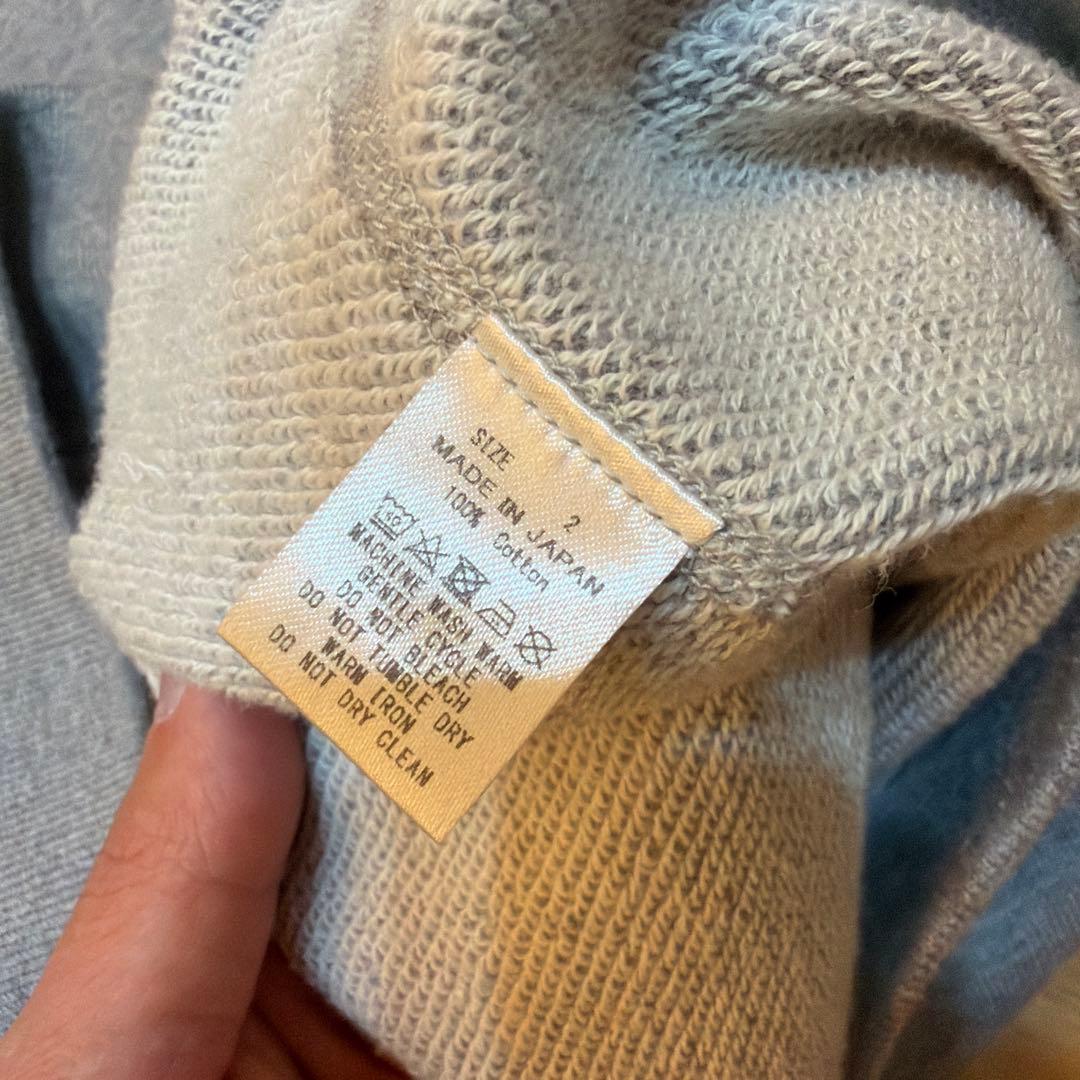 SIZE 2
MADE IN JAPAN
100% Cotton
MACHINE WASH WARM
GENTLE CYCLE
DO NOT BLEACH
DO NOT TUMBLE DRY
WARM IRON
DO NOT DRY CLEAN